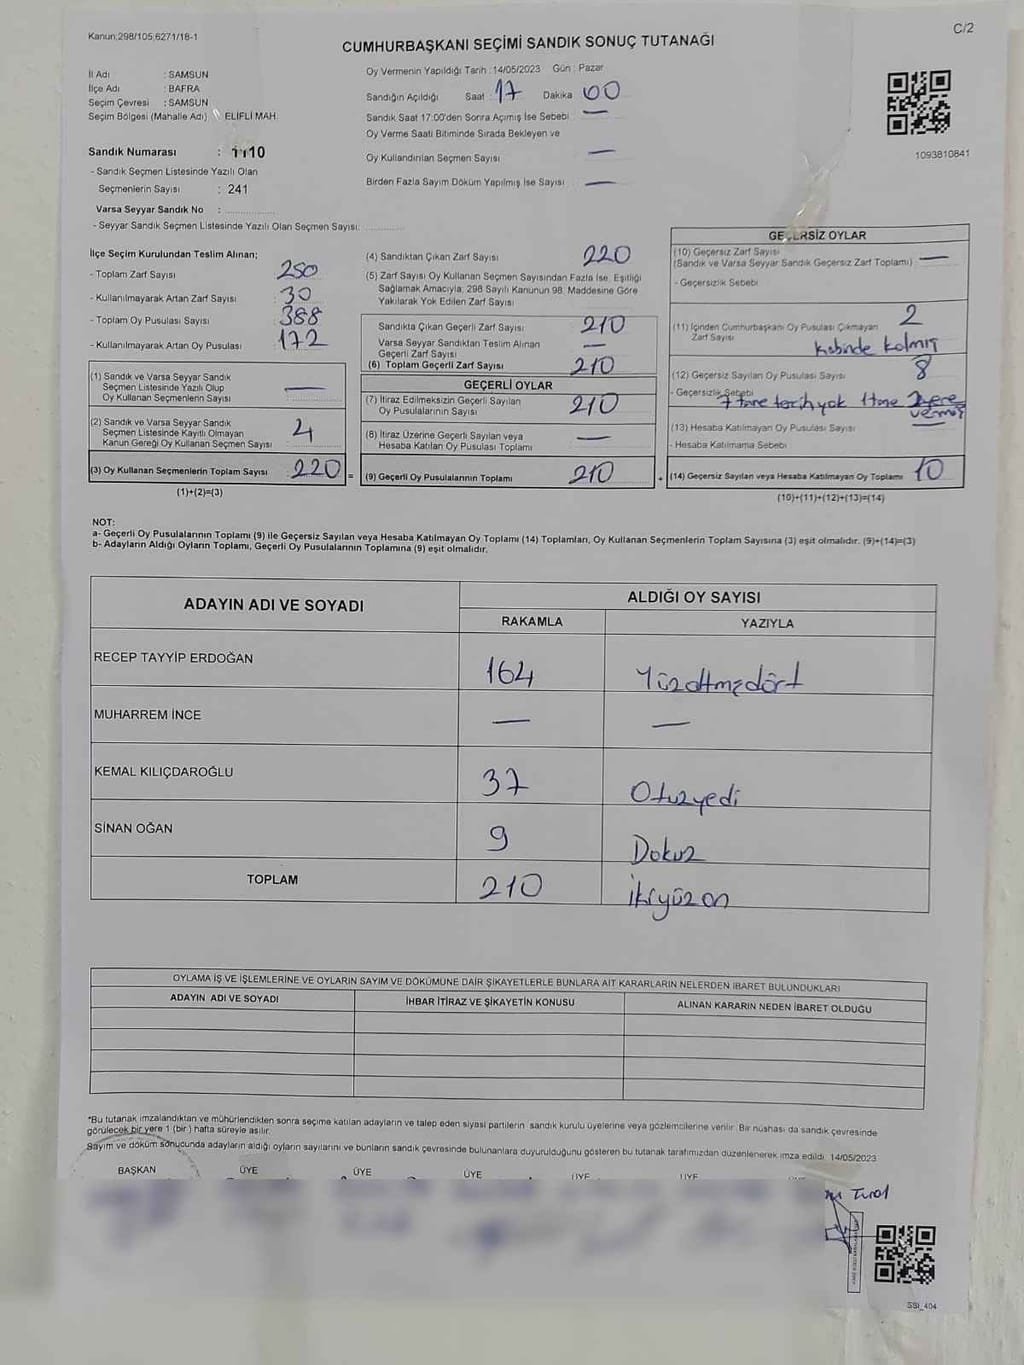 Kanun;298/105;6271/18-1
C/2
CUMHURBAŞKANI SEÇİMİ SANDIK SONUÇ TUTANAĞI
İl Adı : SAMSUN
İlçe Adı : BAFRA
Seçim Çevresi : SAMSUN
Seçim Bölgesi (Mahalle Adı) ELİFLİ MAH.
Sandık Numarası : 1110
- Sandık Seçmen Listesinde Yazılı Olan
Seçmenlerin Sayısı : 241
Varsa Seyyar Sandık No :
- Seyyar Sandık Seçmen Listesinde Yazılı Olan Seçmen Sayısı:
Oy Vermenin Yapıldığı Tarih :14/05/2023 Gün : Pazar
Sandığın Açıldığı Saat 17 Dakika 00
Sandık Saat 17:00'den Sonra Açımış İse Sebebi —
Oy Verme Saati Bitiminde Sırada Bekleyen ve
Oy Kullandırılan Seçmen Sayısı —
Birden Fazla Sayım Döküm Yapılmış İse Sayısı —
1093810841
İlçe Seçim Kurulundan Teslim Alınan;
- Toplam Zarf Sayısı 250
- Kullanılmayarak Artan Zarf Sayısı 30
- Toplam Oy Pusulası Sayısı 388
- Kullanılmayarak Artan Oy Pusulası 172
(1) Sandık ve Varsa Seyyar Sandık
Seçmen Listesinde Yazılı Olup
Oy Kullanan Seçmenlerin Sayısı —
(2) Sandık ve Varsa Seyyar Sandık
Seçmen Listesinde Kayıtlı Olmayan
Kanun Gereği Oy Kullanan Seçmen Sayısı 4
(3) Oy Kullanan Seçmenlerin Toplam Sayısı 220 =
(1)+(2)=(3)
(4) Sandıktan Çıkan Zarf Sayısı 220
(5) Zarf Sayısı Oy Kullanan Seçmen Sayısından Fazla İse, Eşitliği
Sağlamak Amacıyla; 298 Sayılı Kanunun 98. Maddesine Göre
Yakılarak Yok Edilen Zarf Sayısı
Sandıkta Çıkan Geçerli Zarf Sayısı 210
Varsa Seyyar Sandıktan Teslim Alınan
Geçerli Zarf Sayısı —
(6) Toplam Geçerli Zarf Sayısı 210
GEÇERLİ OYLAR
(7) İtiraz Edilmeksizin Geçerli Sayılan
Oy Pusulalarının Sayısı 210
(8) İtiraz Üzerine Geçerli Sayılan veya
Hesaba Katılan Oy Pusulası Toplamı —
(9) Geçerli Oy Pusulalarının Toplamı 210 +
GEÇERSİZ OYLAR
(10) Geçersiz Zarf Sayısı
(Sandık ve Varsa Seyyar Sandık Geçersiz Zarf Toplamı) —
- Geçersizlik Sebebi
(11) İçinden Cumhurbaşkanı Oy Pusulası Çıkmayan
Zarf Sayısı 2
Kabinde kalmış
(12) Geçersiz Sayılan Oy Pusulası Sayısı 8
- Geçersizlik Sebebi
7 tane tercih yok 1 tane 2 yere
vermiş
(13) Hesaba Katılmayan Oy Pusulası Sayısı —
- Hesaba Katılmama Sebebi
(14) Geçersiz Sayılan veya Hesaba Katılmayan Oy Toplamı 10
(10)+(11)+(12)+(13)=(14)
NOT:
a- Geçerli Oy Pusulalarının Toplamı (9) ile Geçersiz Sayılan veya Hesaba Katılmayan Oy Toplamı (14) Toplamları, Oy Kullanan Seçmenlerin Toplam Sayısına (3) eşit olmalıdır. (9)+(14)=(3)
b- Adayların Aldığı Oyların Toplamı, Geçerli Oy Pusulalarının Toplamına (9) eşit olmalıdır.
ADAYIN ADI VE SOYADI
ALDIĞI OY SAYISI
RAKAMLA YAZIYLA
RECEP TAYYİP ERDOĞAN 164 Yüzaltmışdört
MUHARREM İNCE — —
KEMAL KILIÇDAROĞLU 37 Otuzyedi
SİNAN OĞAN 9 Dokuz
TOPLAM 210 İkiyüzon
OYLAMA İŞ VE İŞLEMLERİNE VE OYLARIN SAYIM VE DÖKÜMÜNE DAİR ŞİKAYETLERLE BUNLARA AİT KARARLARIN NELERDEN İBARET BULUNDUKLARI
ADAYIN ADI VE SOYADI İHBAR İTİRAZ VE ŞİKAYETİN KONUSU ALINAN KARARIN NEDEN İBARET OLDUĞU
*Bu tutanak imzalandıktan ve mühürlendikten sonra seçime katılan adayların ve talep eden siyasi partilerin sandık kurulu üyelerine veya gözlemcilerine verilir. Bir nüshası da sandık çevresinde
görülecek bir yere 1 (bir ) hafta süreyle asılır.
Sayım ve döküm sonucunda adayların aldığı oyların sayılarını ve bunların sandık çevresinde bulunanlara duyurulduğunu gösteren bu tutanak tarafımızdan düzenlenerek imza edildi. 14/05/2023
BAŞKAN ÜYE ÜYE ÜYE ÜYE ÜYE
SSI_404